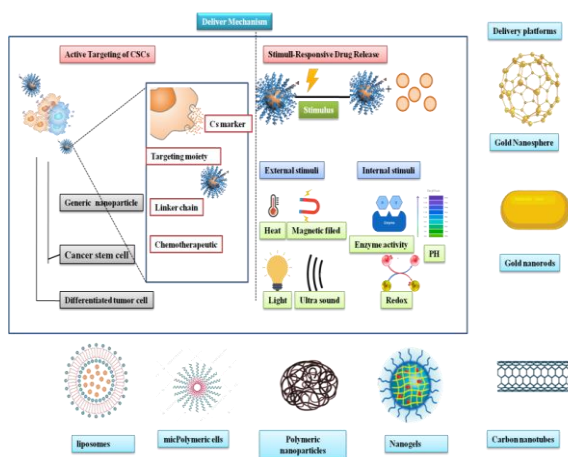 Deliver Mechanism
Active Targeting of CSCs
Cs marker
Targeting moiety
Generic nanoparticle
Linker chain
Cancer stem cell
Chemotherapeutic
Differentiated tumor cell
Stimull-Responsive Drug Release
Stimulus
External stimuli
Internal stimuli
Heat
Magnetic filed
Enzyme activity
PH
Light
Ultra sound
Redox
Delivery platforms
Gold Nanosphere
Gold nanorods
liposomes
micPolymeric cells
Polymeric
nanoparticles
Nanogels
Carbon nanotubes